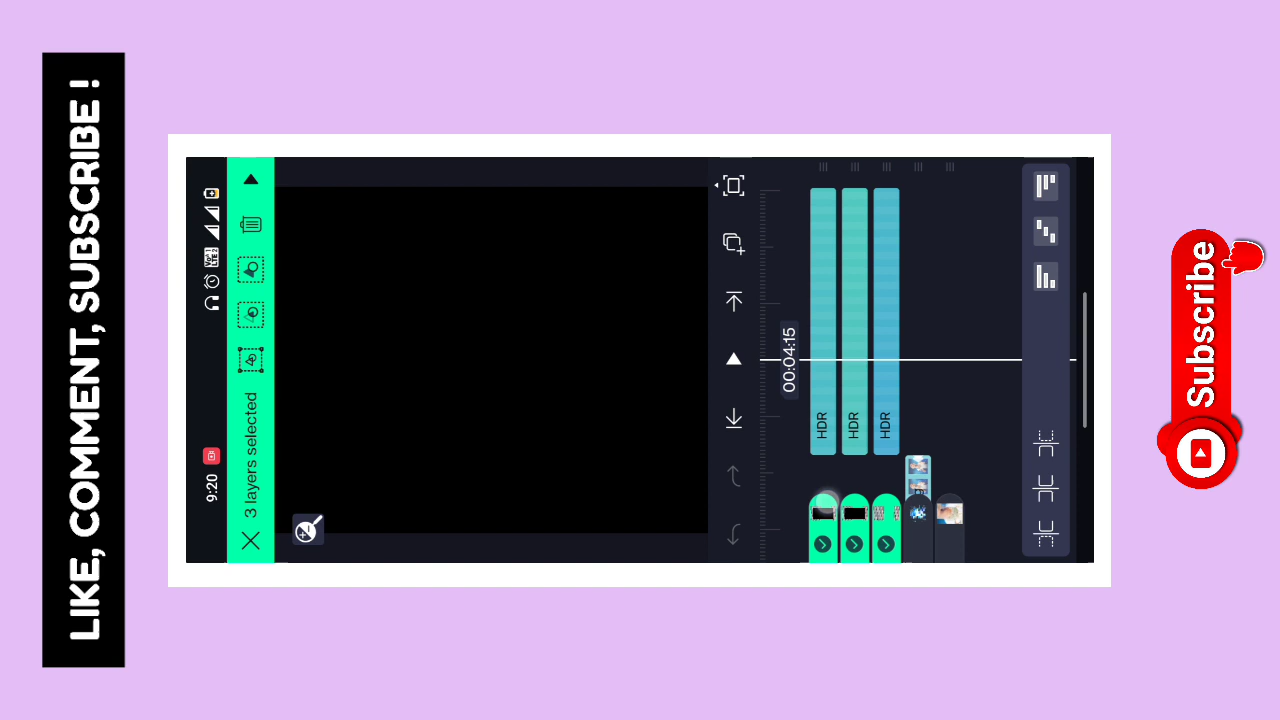 LIKE, COMMENT, SUBSCRIBE !
9:20
3 layers selected
00:04:15
HDR
HDR
HDR
Subscribe